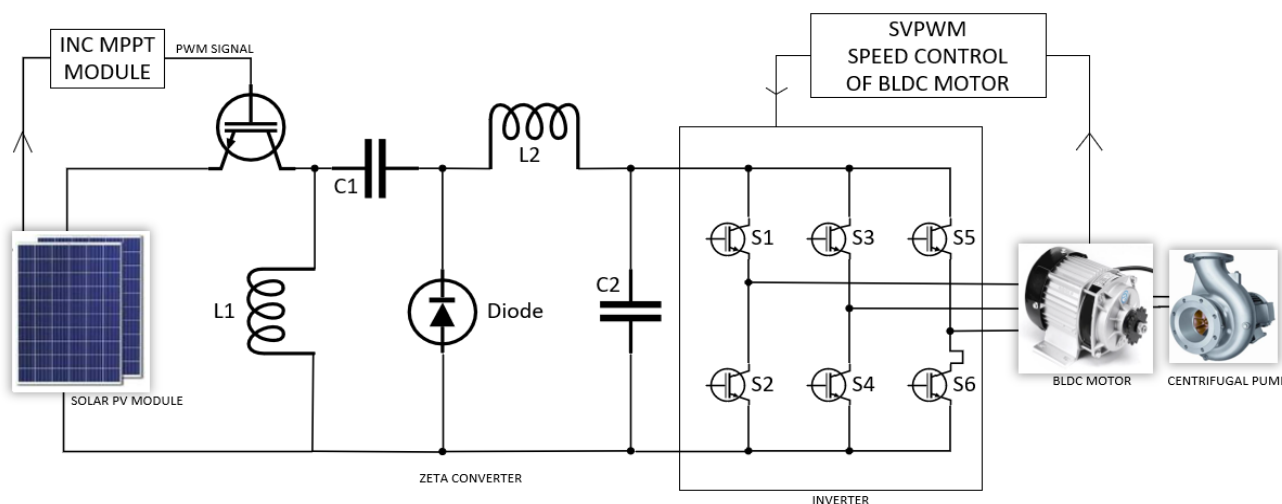 INC MPPT
MODULE
PWM SIGNAL
SVPWM
SPEED CONTROL
OF BLDC MOTOR
L2
C1
S1
S3
S5
L1
Diode
C2
S2
S4
S6
SOLAR PV MODULE
BLDC MOTOR
CENTRIFUGAL PUMP
ZETA CONVERTER
INVERTER